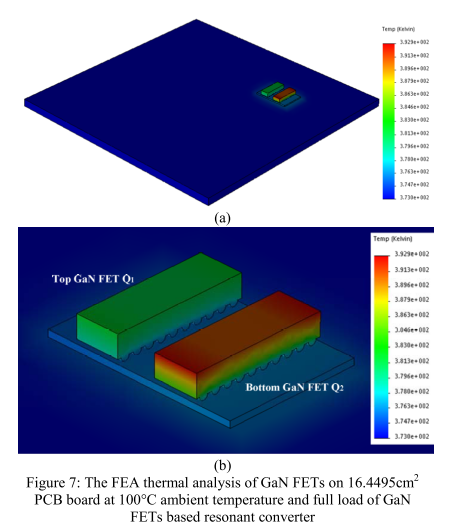 Temp (Kelvin)
3.929e+002
3.913e+002
3.896e+002
3.879e+002
3.863e+002
3.846e+002
3.830e+002
3.813e+002
3.796e+002
3.780e+002
3.763e+002
3.747e+002
3.730e+002
(a)
Temp (Kelvin)
3.929e+002
3.913e+002
3.896e+002
3.879e+002
3.863e+002
3.046e+002
3.830e+002
3.813e+002
3.796e+002
3.780e+002
3.763e+002
3.747e+002
3.730e+002
Top GaN FET Q1
Bottom GaN FET Q2
(b)
Figure 7: The FEA thermal analysis of GaN FETs on 16.4495cm²
PCB board at 100°C ambient temperature and full load of GaN
FETs based resonant converter